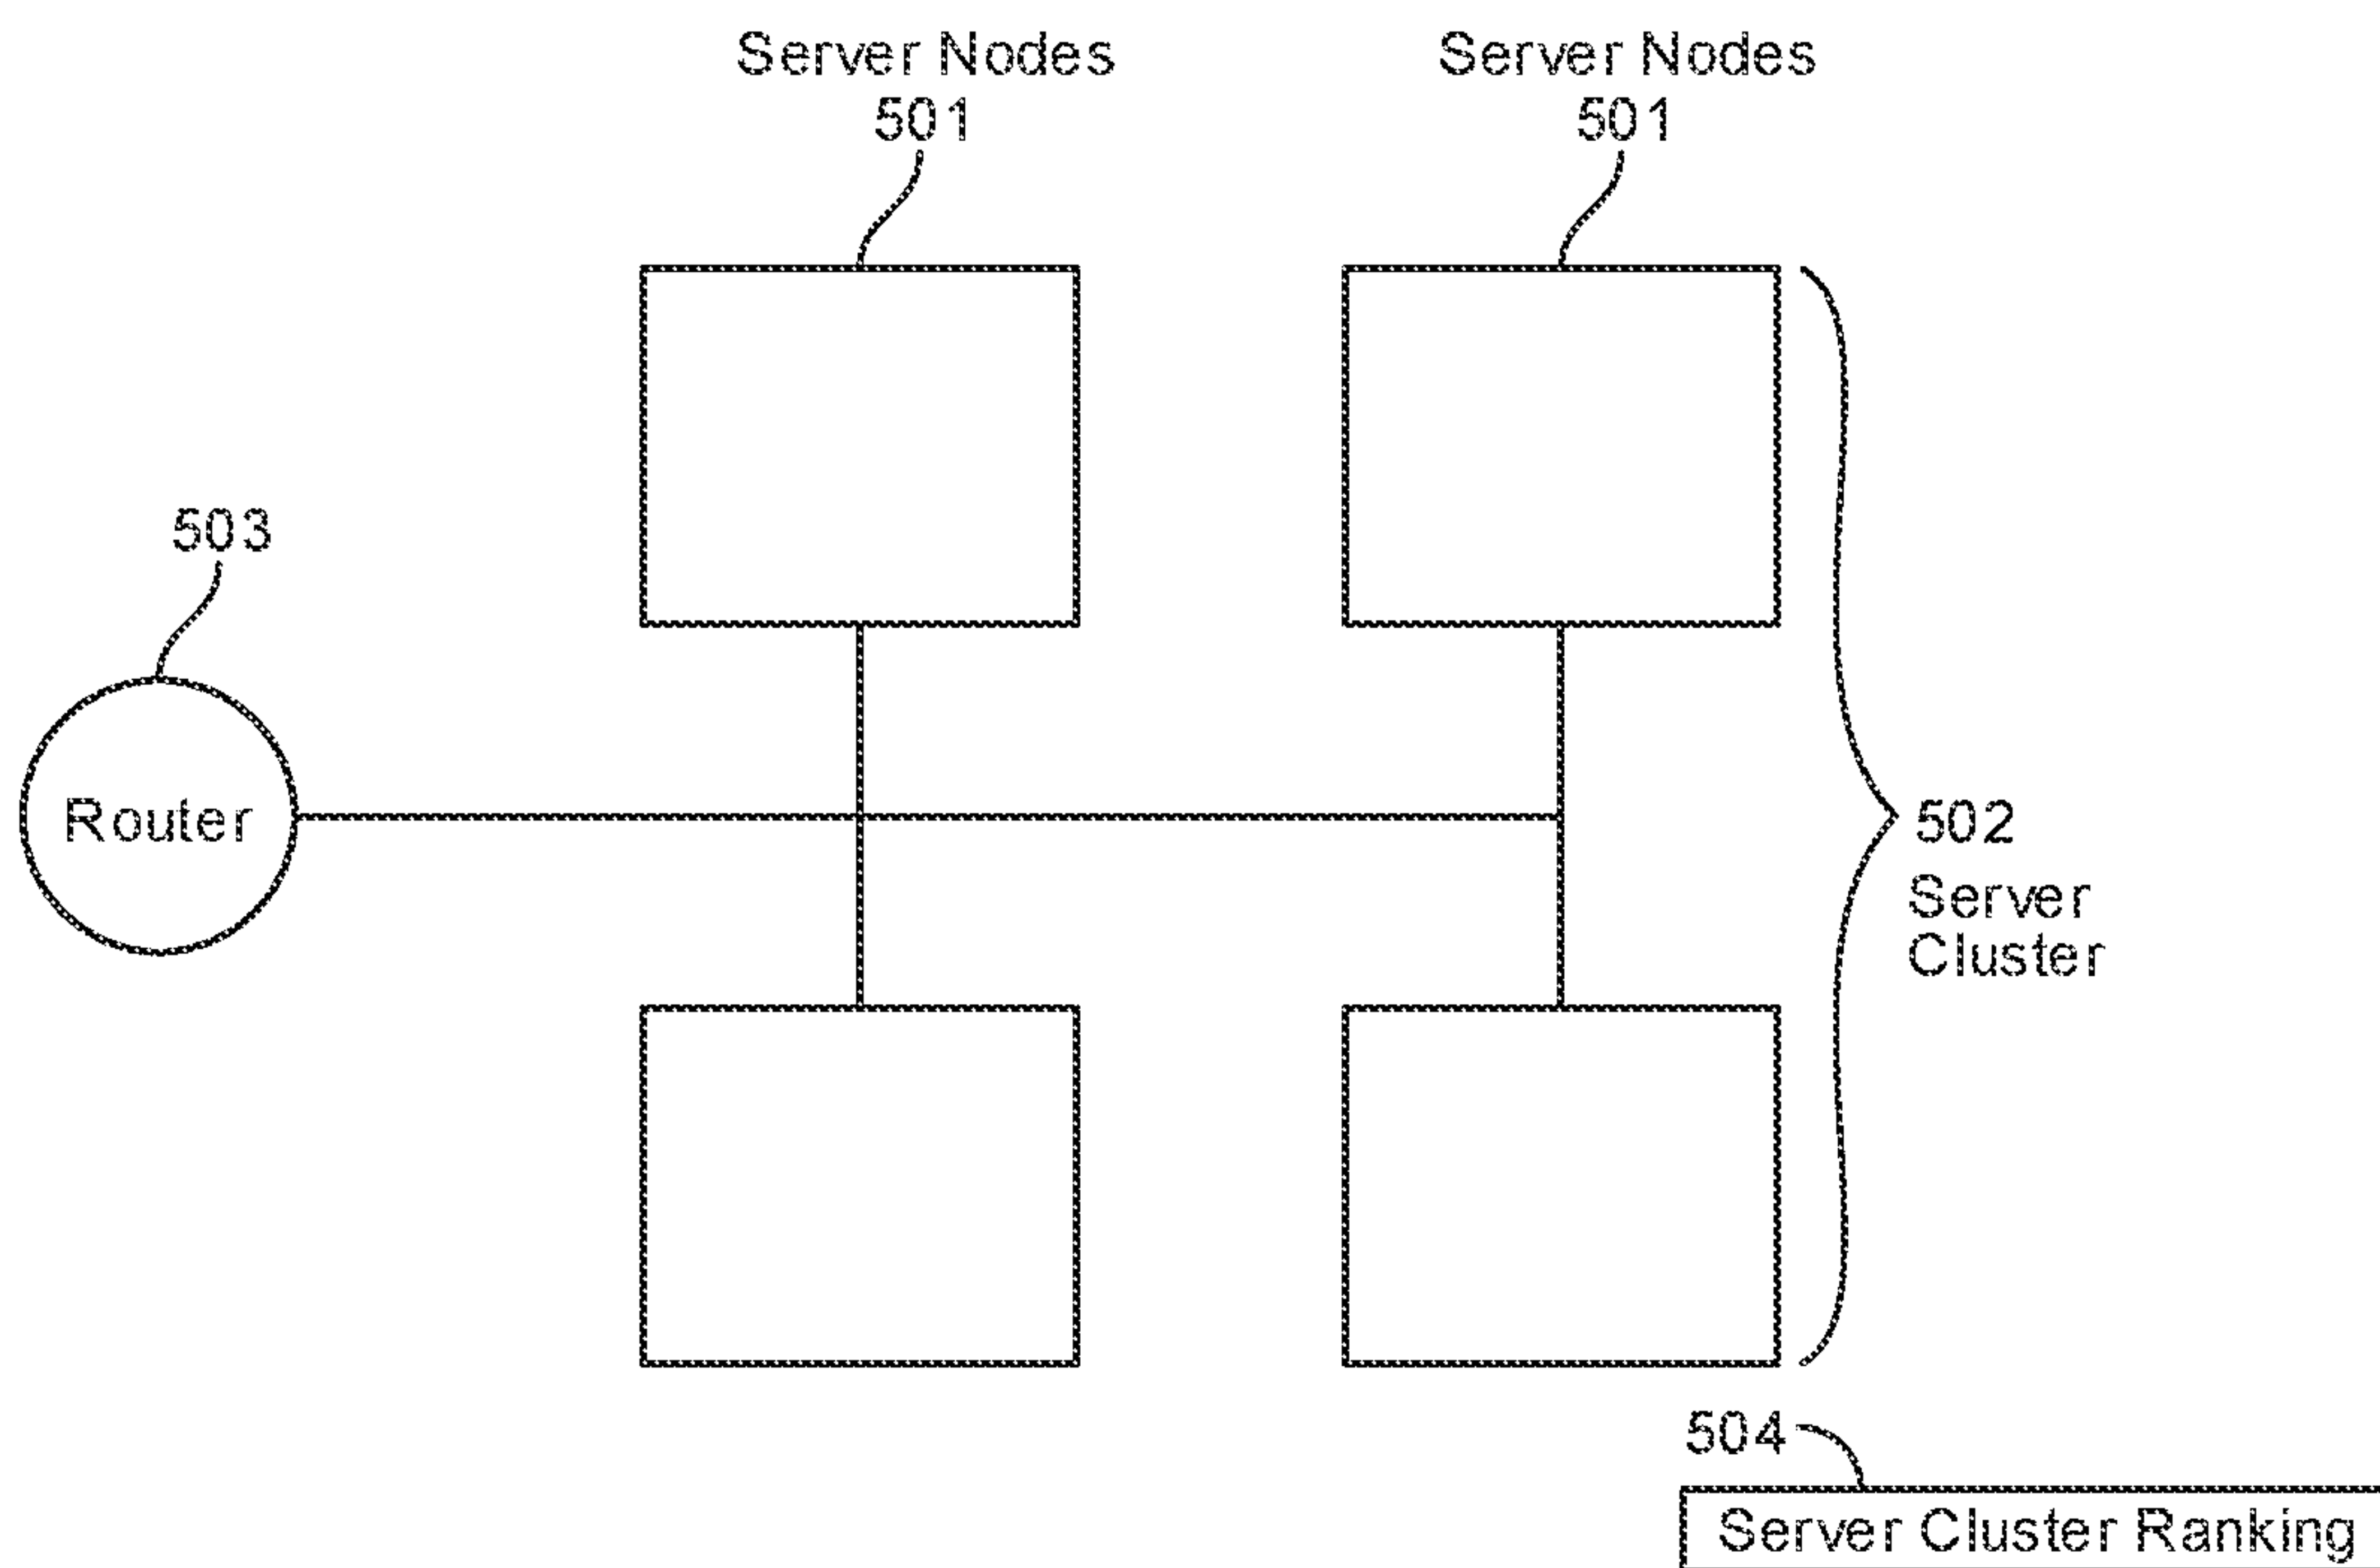 Server Nodes
501
Server Nodes
501
503
Router
502
Server
Cluster
504
Server Cluster Ranking